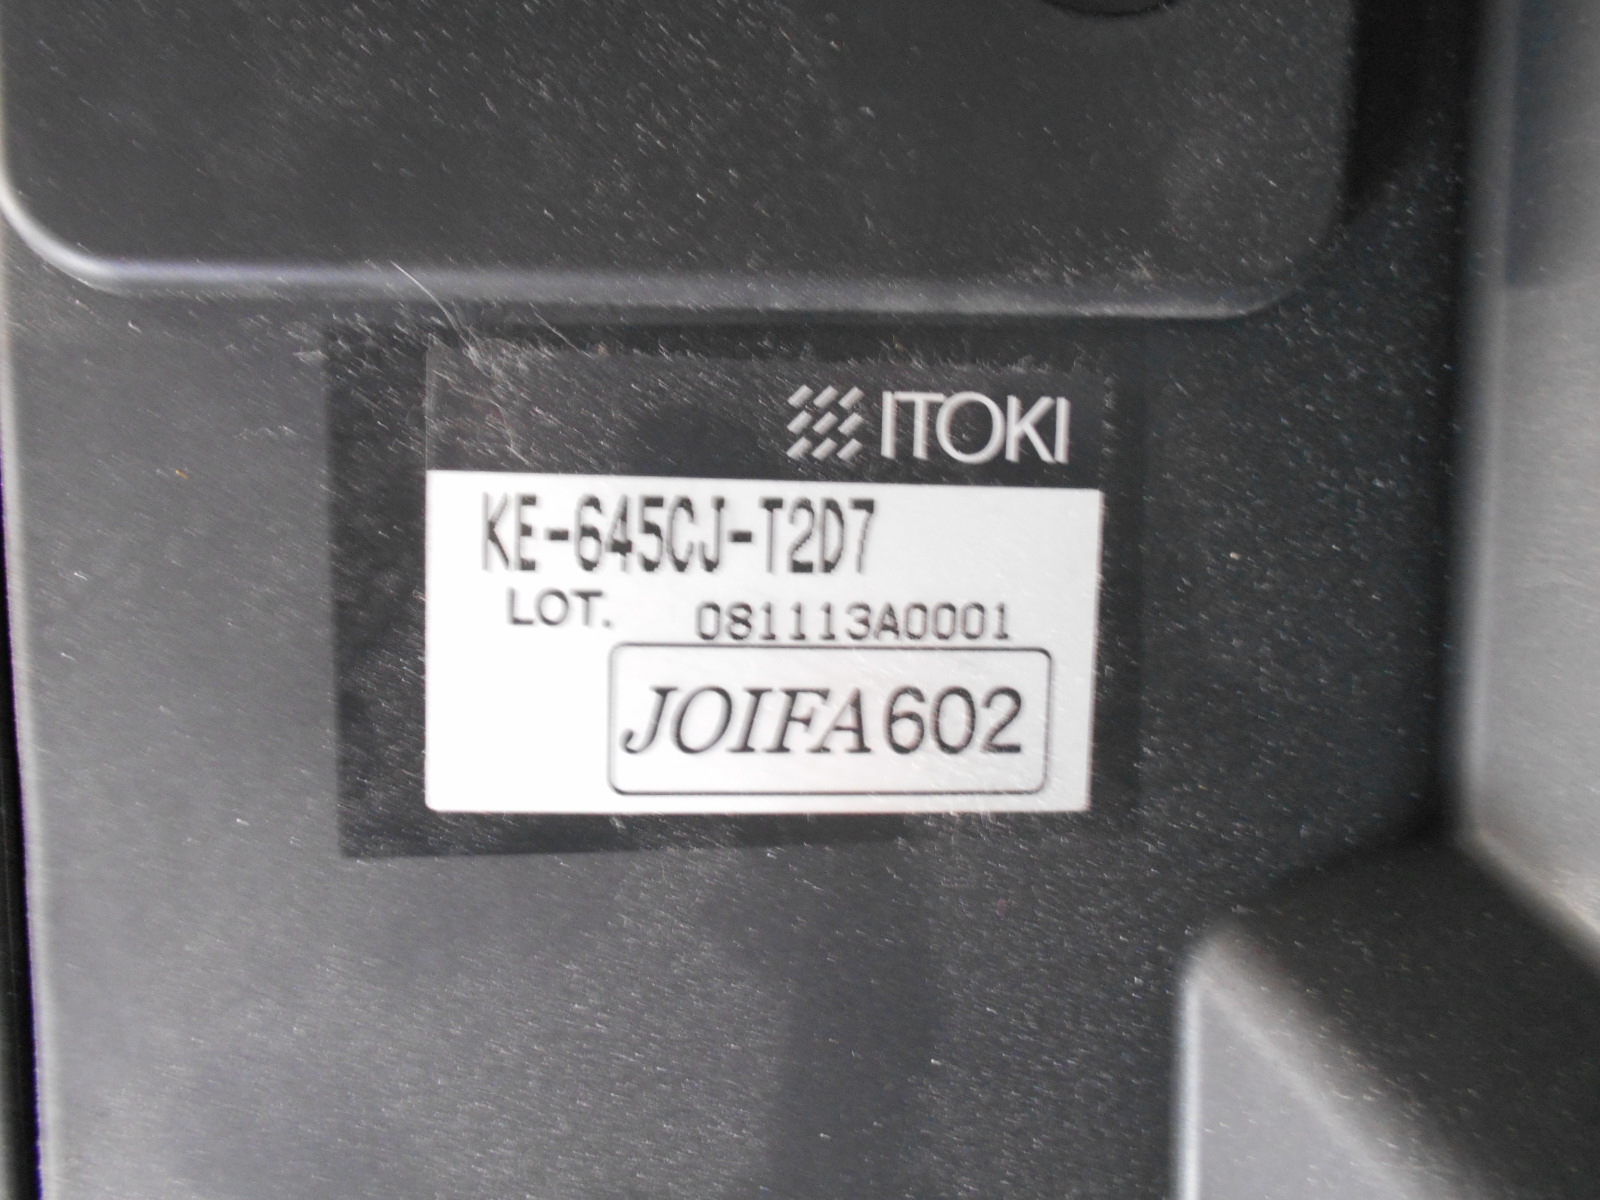 ITOKI
KE-645CJ-T2D7
LOT. 081113A0001
JOIFA602